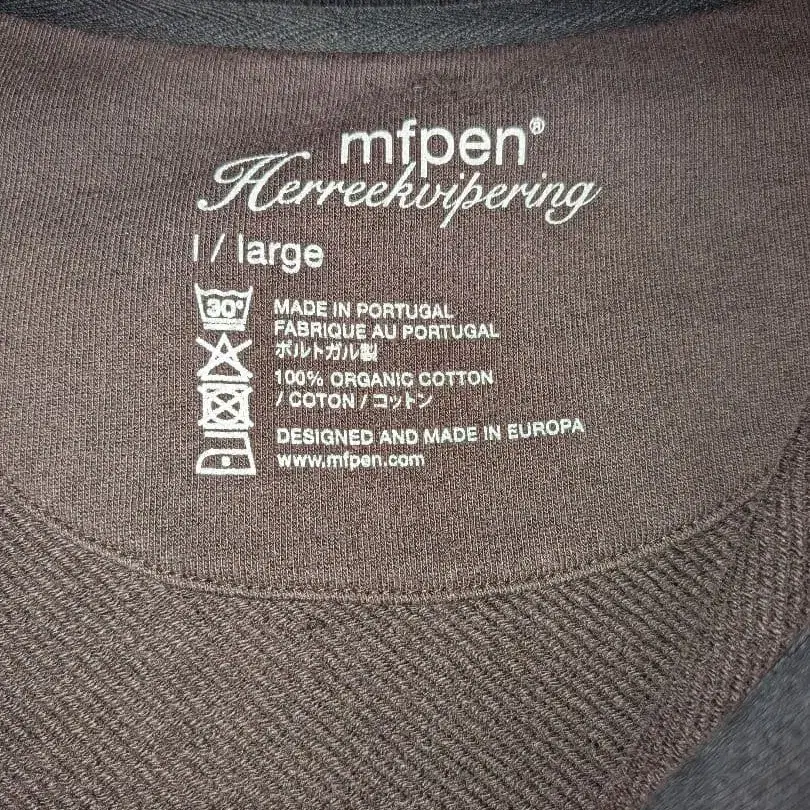 mfpen®
Herreekvipering
l / large
30°
MADE IN PORTUGAL
FABRIQUE AU PORTUGAL
ポルトガル製
100% ORGANIC COTTON
/ COTON / コットン
DESIGNED AND MADE IN EUROPA
www.mfpen.com